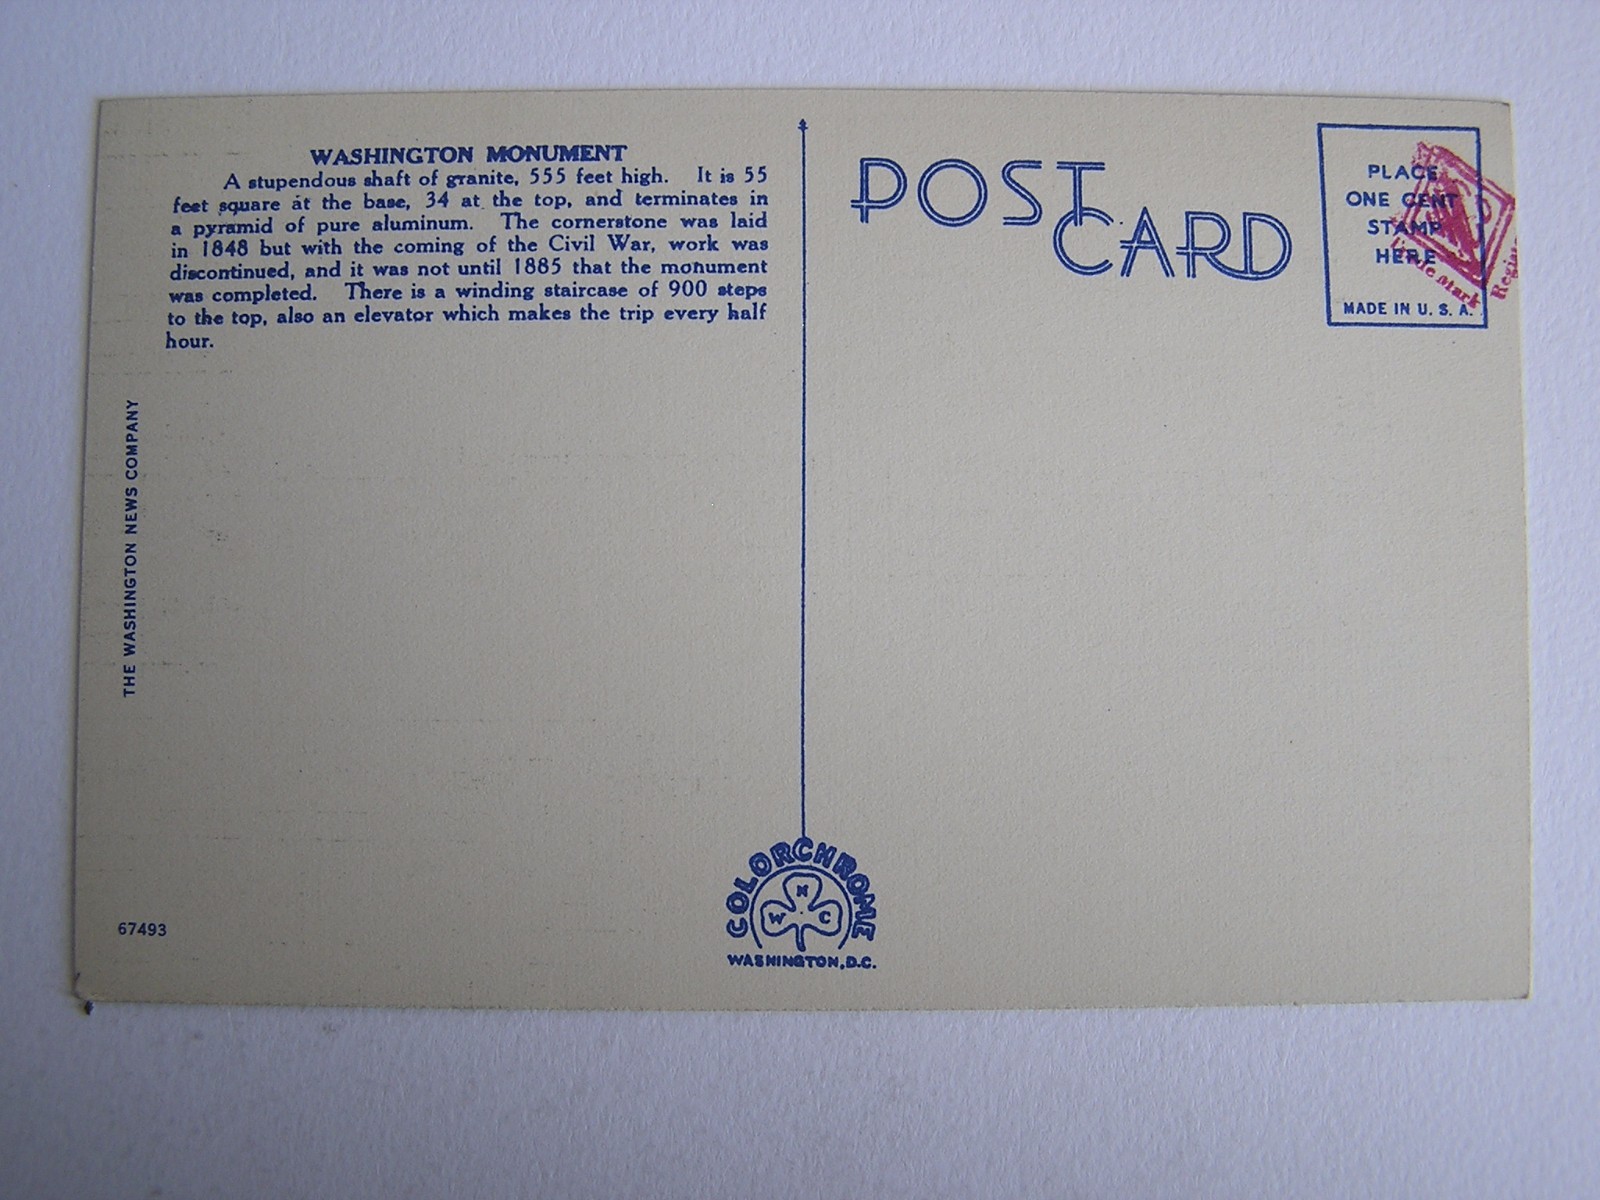 WASHINGTON MONUMENT
A stupendous shaft of granite, 555 feet high. It is 55
feet square at the base, 34 at the top, and terminates in
a pyramid of pure aluminum. The cornerstone was laid
in 1848 but with the coming of the Civil War, work was
discontinued, and it was not until 1885 that the monument
was completed. There is a winding staircase of 900 steps
to the top, also an elevator which makes the trip every half
hour.
THE WASHINGTON NEWS COMPANY
67493
POST
CARD
PLACE
ONE CENT
STAMP
HERE
MADE IN U. S. A.
Mark
COLORCHROME
N
W C
WASHINGTON, D.C.